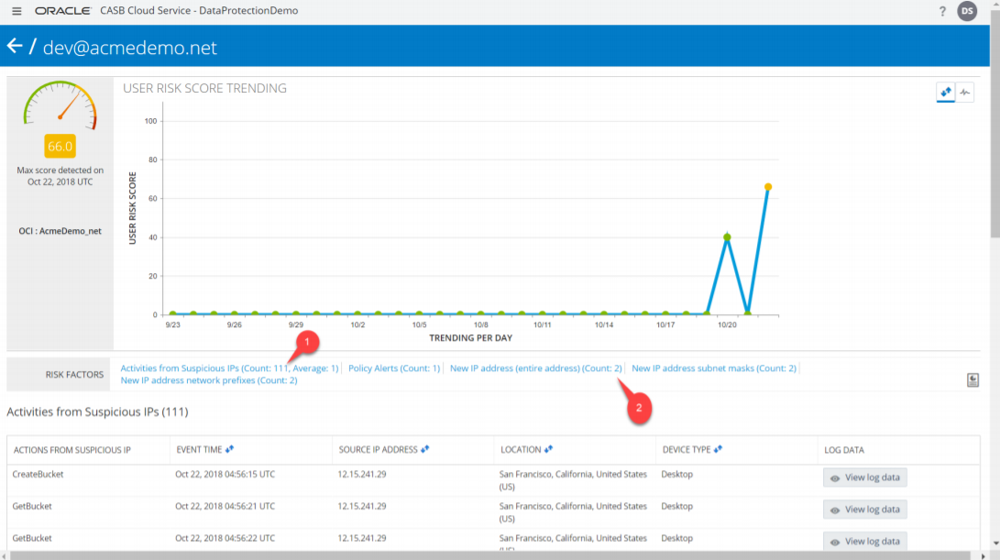 ORACLE CASB Cloud Service - DataProtectionDemo ? DS
/ dev@acmedemo.net
66.0
Max score detected on
Oct 22, 2018 UTC
OCI : AcmeDemo_net
USER RISK SCORE TRENDING
USER RISK SCORE
100
80
60
40
20
0
9/23 9/26 9/29 10/2 10/5 10/8 10/11 10/14 10/17 10/20
TRENDING PER DAY
1
RISK FACTORS
Activities from Suspicious IPs (Count: 111, Average: 1) Policy Alerts (Count: 1) New IP address (entire address) (Count: 2) New IP address subnet masks (Count: 2)
New IP address network prefixes (Count: 2)
2
Activities from Suspicious IPs (111)
ACTIONS FROM SUSPICIOUS IP EVENT TIME SOURCE IP ADDRESS LOCATION DEVICE TYPE LOG DATA
CreateBucket Oct 22, 2018 04:56:15 UTC 12.15.241.29 San Francisco, California, United States Desktop View log data
(US)
GetBucket Oct 22, 2018 04:56:21 UTC 12.15.241.29 San Francisco, California, United States Desktop View log data
(US)
GetBucket Oct 22, 2018 04:56:22 UTC 12.15.241.29 San Francisco, California, United States Desktop View log data
(US)